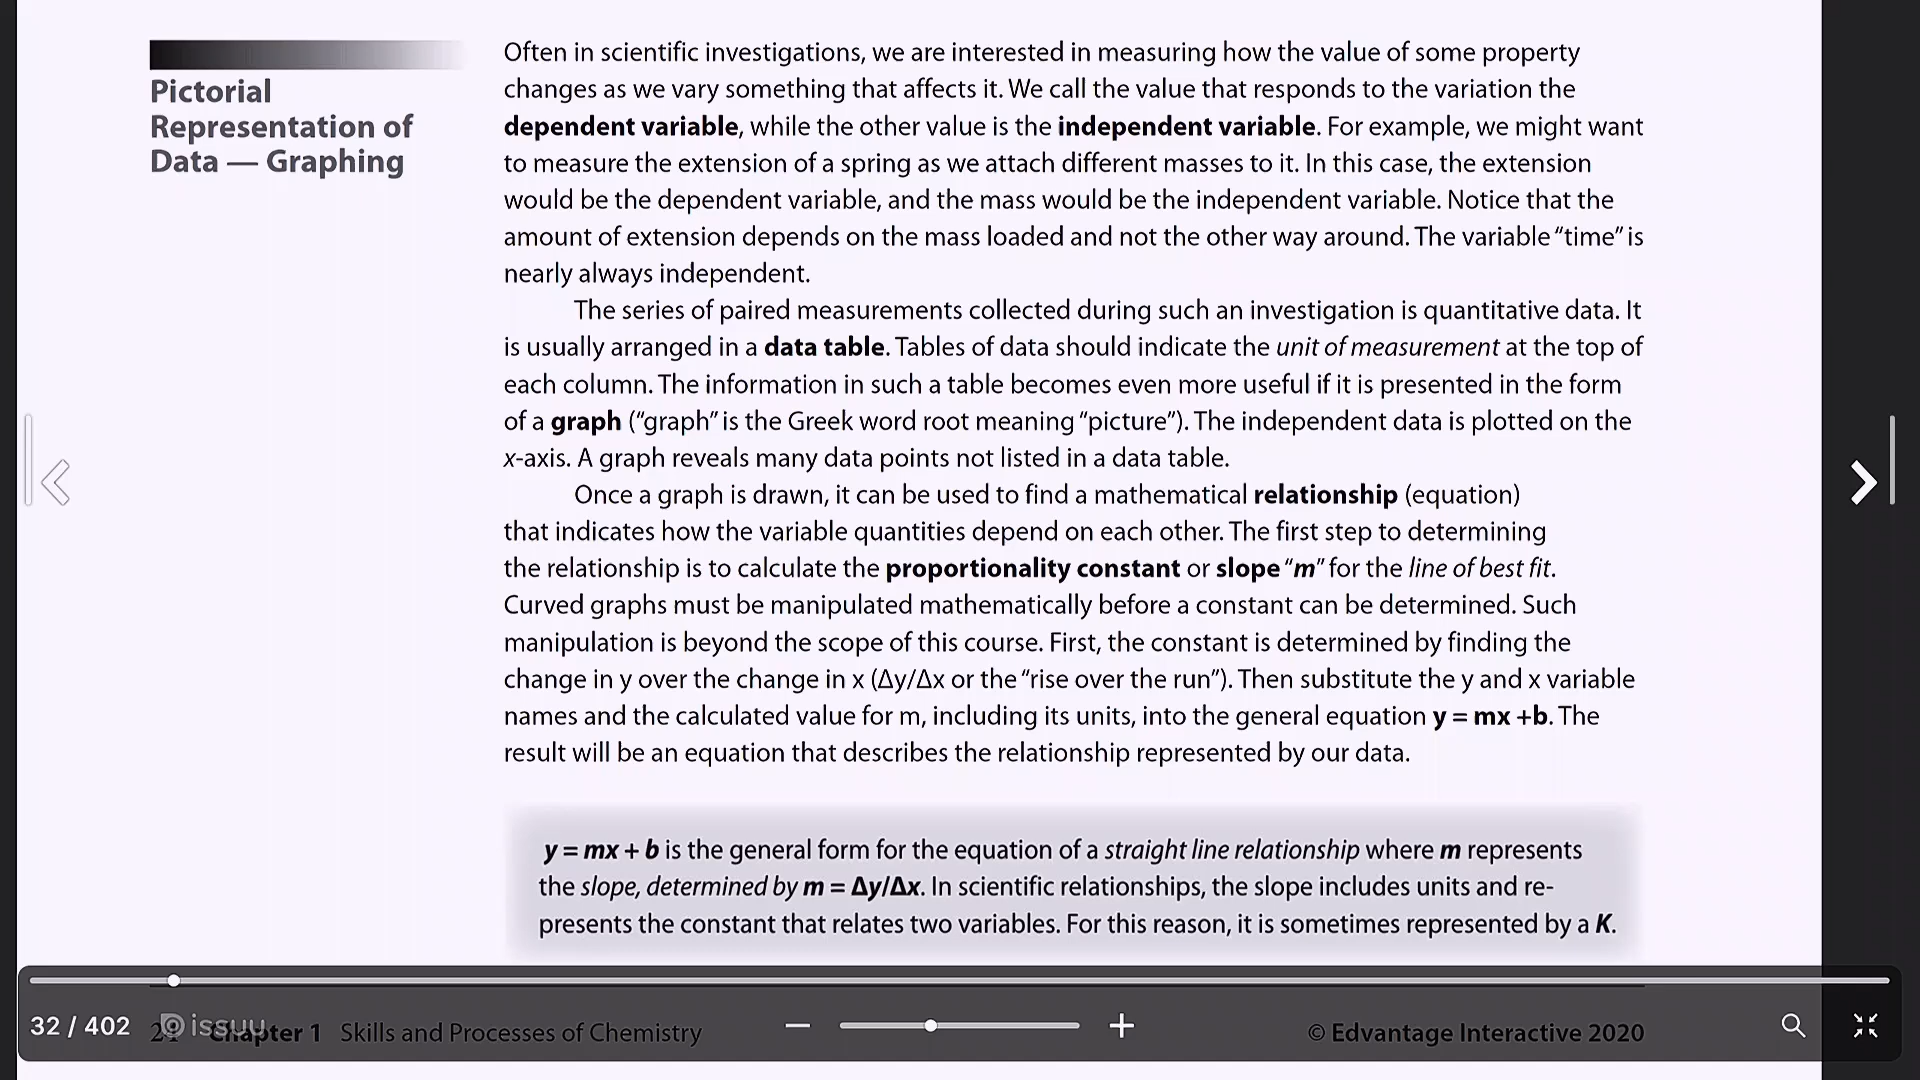 Pictorial
Representation of
Data — Graphing
Often in scientific investigations, we are interested in measuring how the value of some property
changes as we vary something that affects it. We call the value that responds to the variation the
dependent variable, while the other value is the independent variable. For example, we might want
to measure the extension of a spring as we attach different masses to it. In this case, the extension
would be the dependent variable, and the mass would be the independent variable. Notice that the
amount of extension depends on the mass loaded and not the other way around. The variable “time” is
nearly always independent.
The series of paired measurements collected during such an investigation is quantitative data. It
is usually arranged in a data table. Tables of data should indicate the unit of measurement at the top of
each column. The information in such a table becomes even more useful if it is presented in the form
of a graph (“graph” is the Greek word root meaning “picture”). The independent data is plotted on the
x-axis. A graph reveals many data points not listed in a data table.
Once a graph is drawn, it can be used to find a mathematical relationship (equation)
that indicates how the variable quantities depend on each other. The first step to determining
the relationship is to calculate the proportionality constant or slope “m” for the line of best fit.
Curved graphs must be manipulated mathematically before a constant can be determined. Such
manipulation is beyond the scope of this course. First, the constant is determined by finding the
change in y over the change in x (Δy/Δx or the “rise over the run”). Then substitute the y and x variable
names and the calculated value for m, including its units, into the general equation y = mx +b. The
result will be an equation that describes the relationship represented by our data.
y = mx + b is the general form for the equation of a straight line relationship where m represents
the slope, determined by m = Δy/Δx. In scientific relationships, the slope includes units and re-
presents the constant that relates two variables. For this reason, it is sometimes represented by a K.
32 / 402 issuu Chapter 1 Skills and Processes of Chemistry © Edvantage Interactive 2020